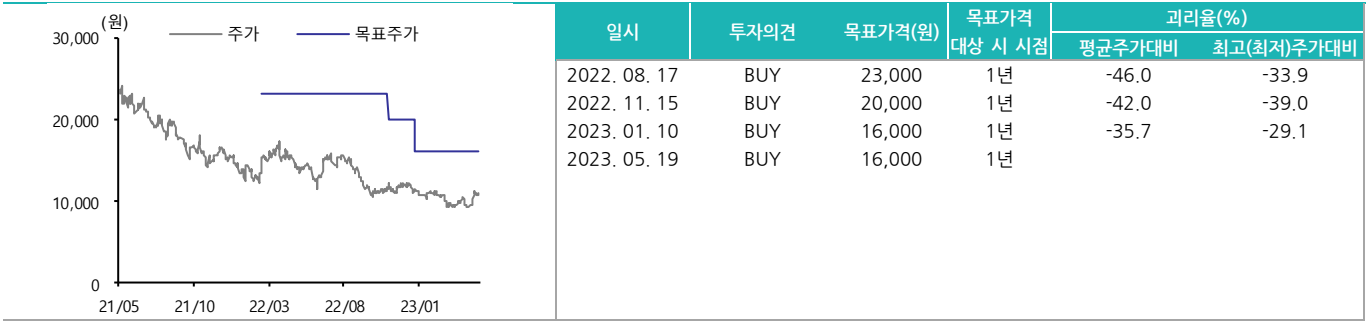 (원)
주가
목표주가
30,000
20,000
10,000
0
21/05 21/10 22/03 22/08 23/01
일시 투자의견 목표가격(원) 목표가격 대상 시 시점 괴리율(%)
평균주가대비 최고(최저)주가대비
2022. 08. 17 BUY 23,000 1년 -46.0 -33.9
2022. 11. 15 BUY 20,000 1년 -42.0 -39.0
2023. 01. 10 BUY 16,000 1년 -35.7 -29.1
2023. 05. 19 BUY 16,000 1년